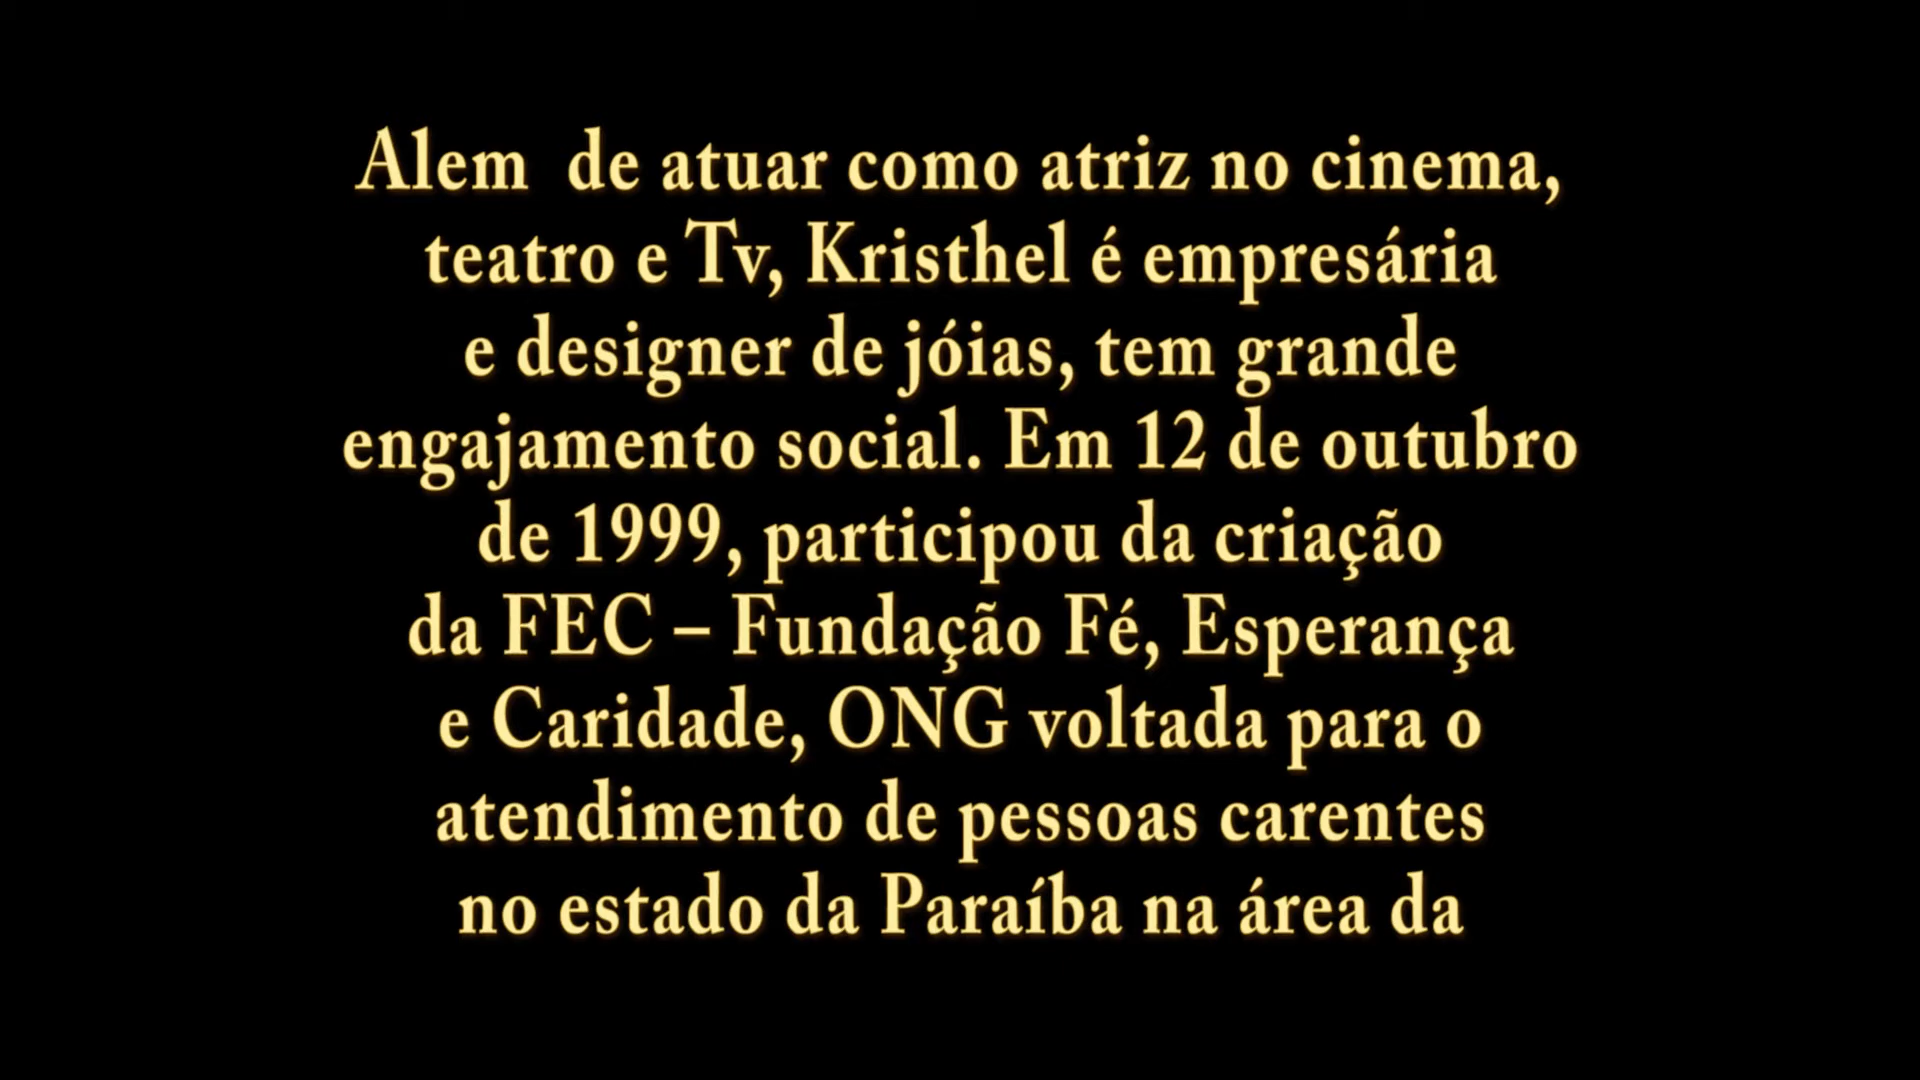 Alem  de atuar como atriz no cinema,
teatro e Tv, Kristhel é empresária
e designer de jóias, tem grande
engajamento social. Em 12 de outubro
de 1999, participou da criação
da FEC – Fundação Fé, Esperança
e Caridade, ONG voltada para o
atendimento de pessoas carentes
no estado da Paraíba na área da